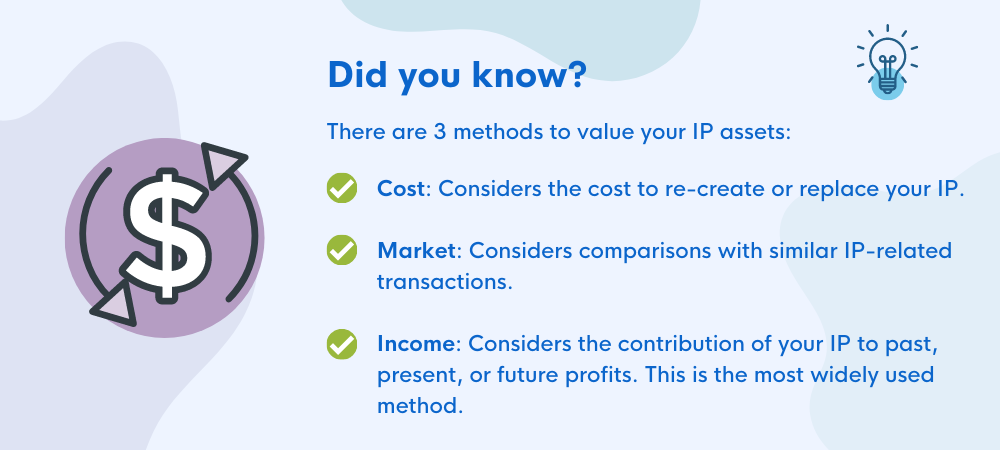 Did you know?
There are 3 methods to value your IP assets:
Cost: Considers the cost to re-create or replace your IP.
Market: Considers comparisons with similar IP-related
transactions.
Income: Considers the contribution of your IP to past,
present, or future profits. This is the most widely used
method.